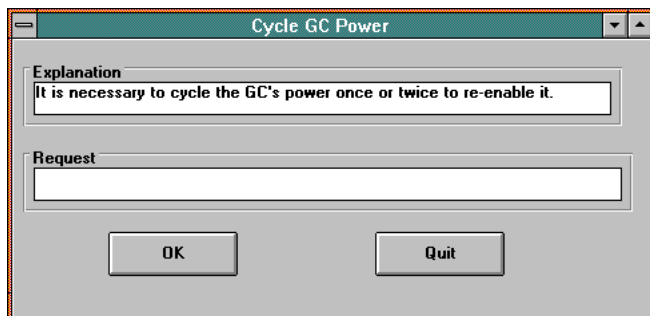 Cycle GC Power
Explanation
It is necessary to cycle the GC's power once or twice to re-enable it.
Request
OK
Quit